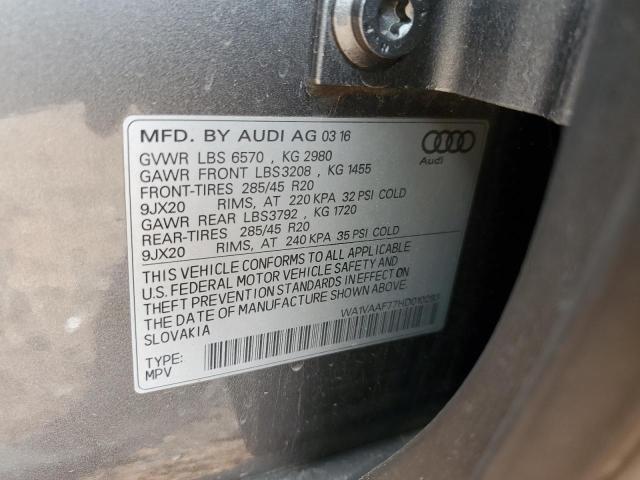 MFD. BY AUDI AG 03 16
Audi
GVWR LBS 6570 , KG 2980
GAWR FRONT LBS3208 , KG 1455
FRONT-TIRES 285/45 R20
9JX20 RIMS, AT 220 KPA 32 PSI COLD
GAWR REAR LBS3792 , KG 1720
REAR-TIRES 285/45 R20
9JX20 RIMS, AT 240 KPA 35 PSI COLD
THIS VEHICLE CONFORMS TO ALL APPLICABLE
U.S. FEDERAL MOTOR VEHICLE SAFETY AND
THEFT PREVENTION STANDARDS IN EFFECT ON
THE DATE OF MANUFACTURE SHOWN ABOVE
SLOVAKIA
TYPE:
MPV